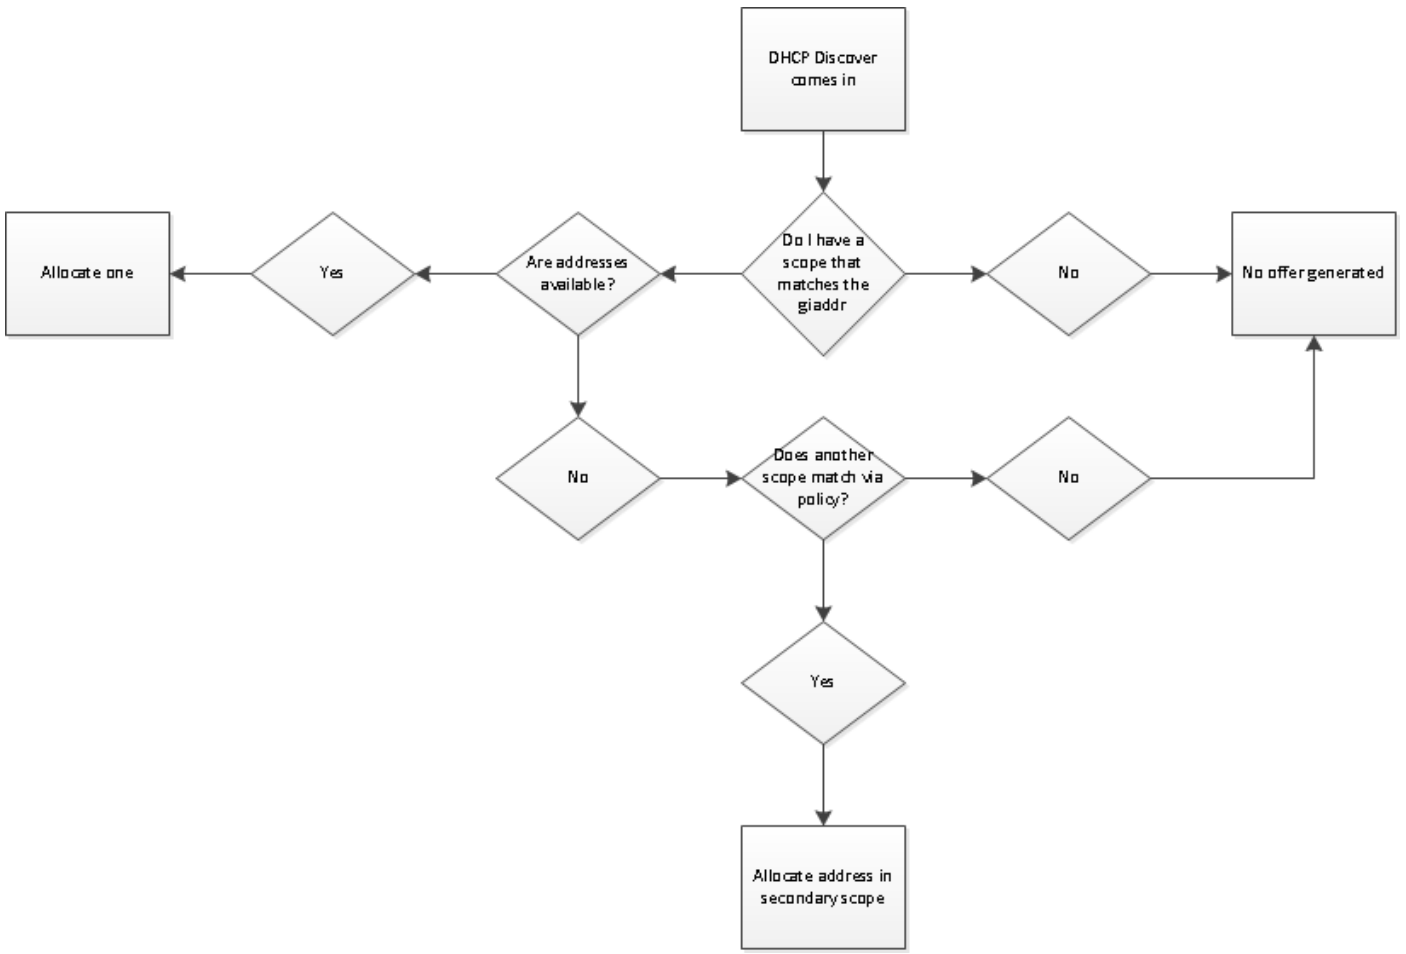 DHCP Discover
comes in
Allocate one
Yes
Are addresses
available?
Do I have a
scope that
matches the
giaddr
No
No offer generated
No
Does another
scope match via
policy?
No
Yes
Allocate address in
secondary scope